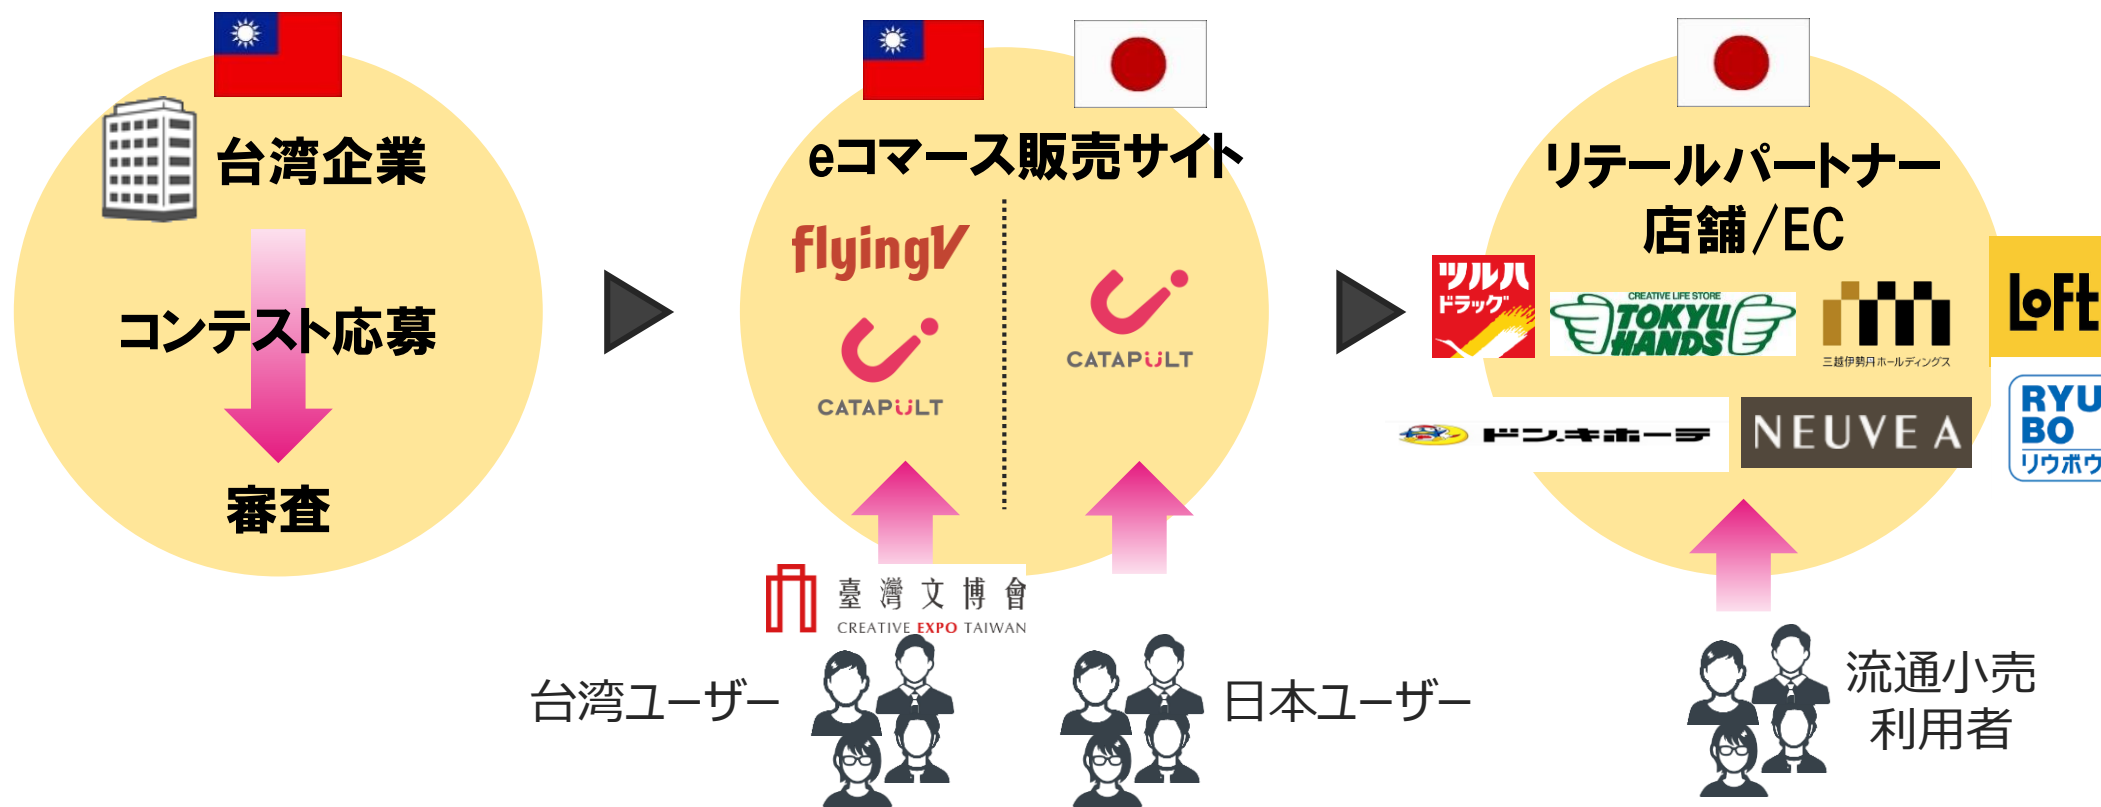 台湾企業
コンテスト応募
審査
eコマース販売サイト
flyingV
CATAPULT
CATAPULT
臺灣文博會
CREATIVE EXPO TAIWAN
台湾ユーザー
日本ユーザー
リテールパートナー
店舗/EC
ツルハ
ドラッグ
CREATIVE LIFE STORE
TOKYU
HANDS
三越伊勢丹ホールディングス
LoFt
ドン.キホーテ
NEUVE A
RYU
BO
リウボウ
流通小売
利用者